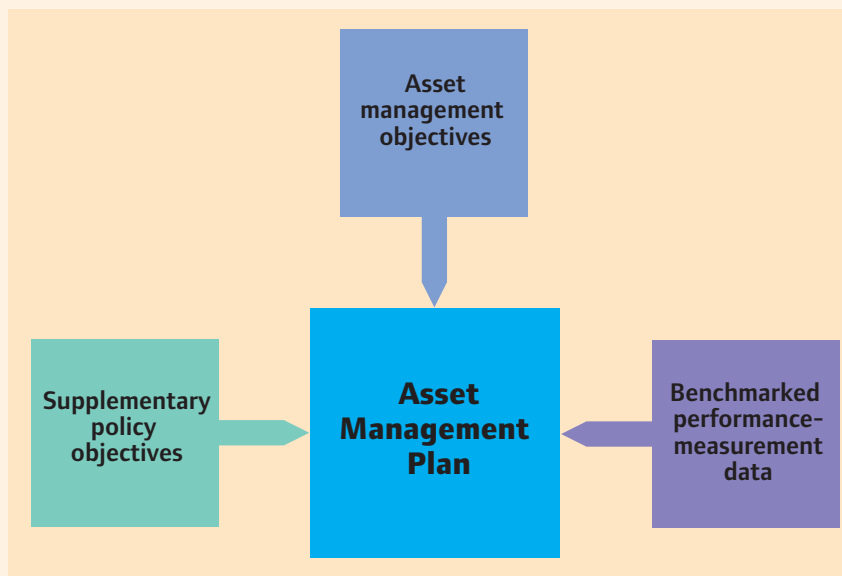 Asset
management
objectives
Supplementary
policy
objectives
Asset
Management
Plan
Benchmarked
performance-
measurement
data